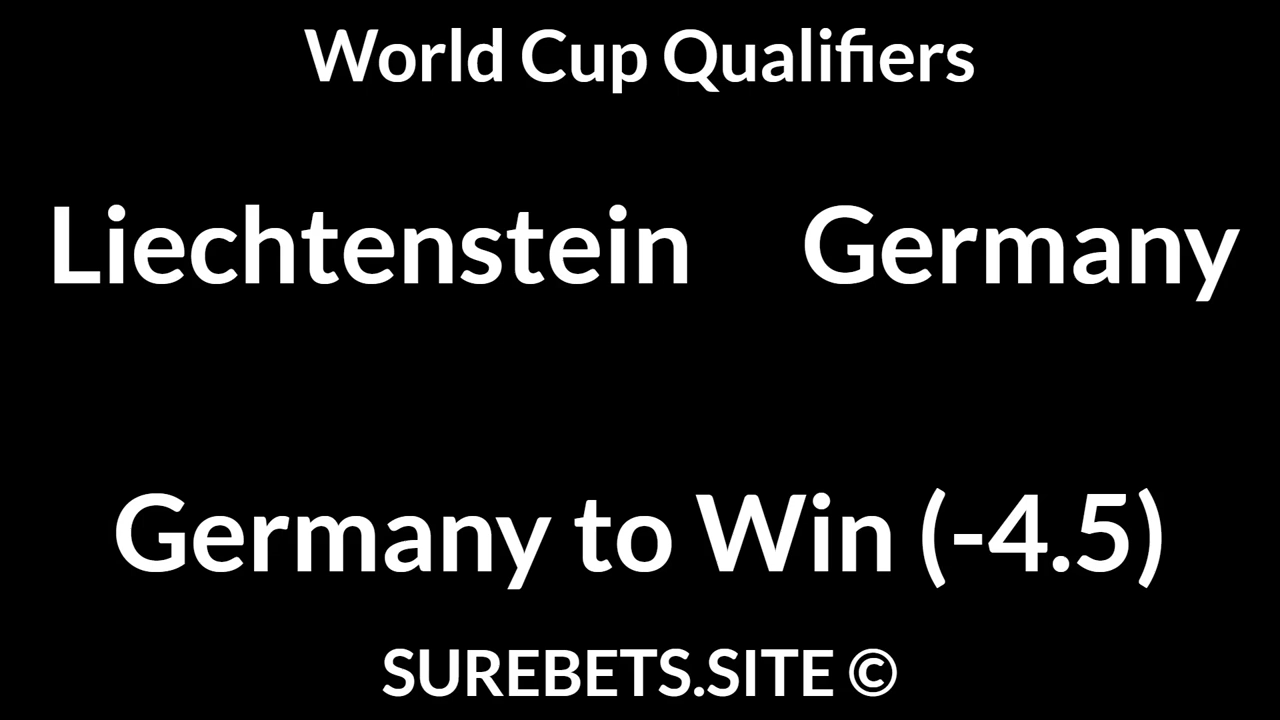 World Cup Qualifiers
Liechtenstein Germany
Germany to Win (-4.5)
SUREBETS.SITE ©